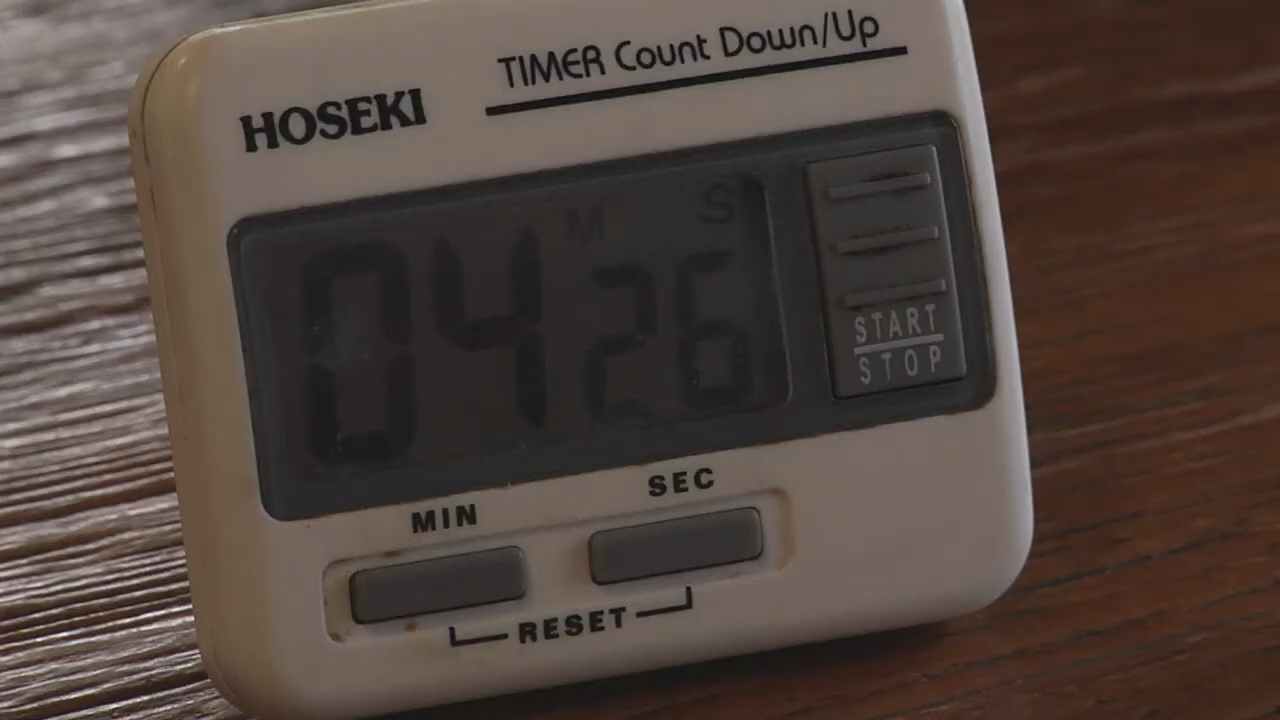 TIMER Count Down/Up
HOSEKI
M S
04 26
START
STOP
SEC
MIN
RESET